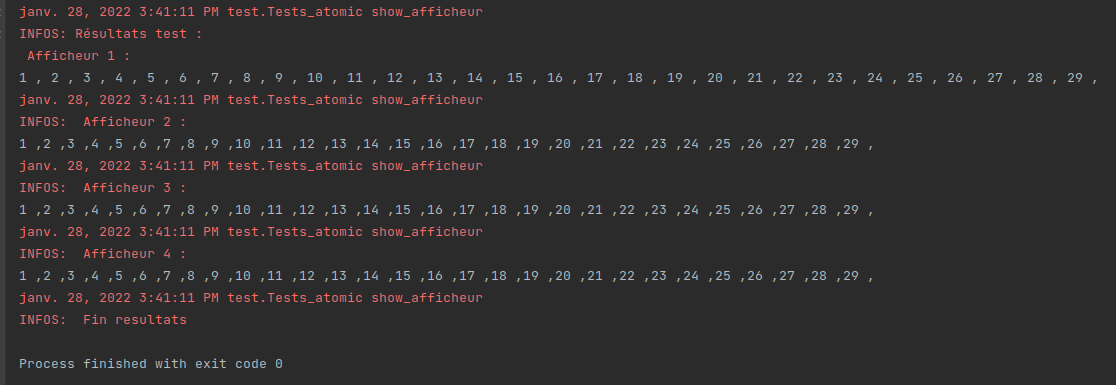 janv. 28, 2022 3:41:11 PM test.Tests_atomic show_afficheur
INFOS: Résultats test :
 Afficheur 1 :
1 , 2 , 3 , 4 , 5 , 6 , 7 , 8 , 9 , 10 , 11 , 12 , 13 , 14 , 15 , 16 , 17 , 18 , 19 , 20 , 21 , 22 , 23 , 24 , 25 , 26 , 27 , 28 , 29 ,
janv. 28, 2022 3:41:11 PM test.Tests_atomic show_afficheur
INFOS:  Afficheur 2 :
1 ,2 ,3 ,4 ,5 ,6 ,7 ,8 ,9 ,10 ,11 ,12 ,13 ,14 ,15 ,16 ,17 ,18 ,19 ,20 ,21 ,22 ,23 ,24 ,25 ,26 ,27 ,28 ,29 ,
janv. 28, 2022 3:41:11 PM test.Tests_atomic show_afficheur
INFOS:  Afficheur 3 :
1 ,2 ,3 ,4 ,5 ,6 ,7 ,8 ,9 ,10 ,11 ,12 ,13 ,14 ,15 ,16 ,17 ,18 ,19 ,20 ,21 ,22 ,23 ,24 ,25 ,26 ,27 ,28 ,29 ,
janv. 28, 2022 3:41:11 PM test.Tests_atomic show_afficheur
INFOS:  Afficheur 4 :
1 ,2 ,3 ,4 ,5 ,6 ,7 ,8 ,9 ,10 ,11 ,12 ,13 ,14 ,15 ,16 ,17 ,18 ,19 ,20 ,21 ,22 ,23 ,24 ,25 ,26 ,27 ,28 ,29 ,
janv. 28, 2022 3:41:11 PM test.Tests_atomic show_afficheur
INFOS:  Fin resultats
Process finished with exit code 0